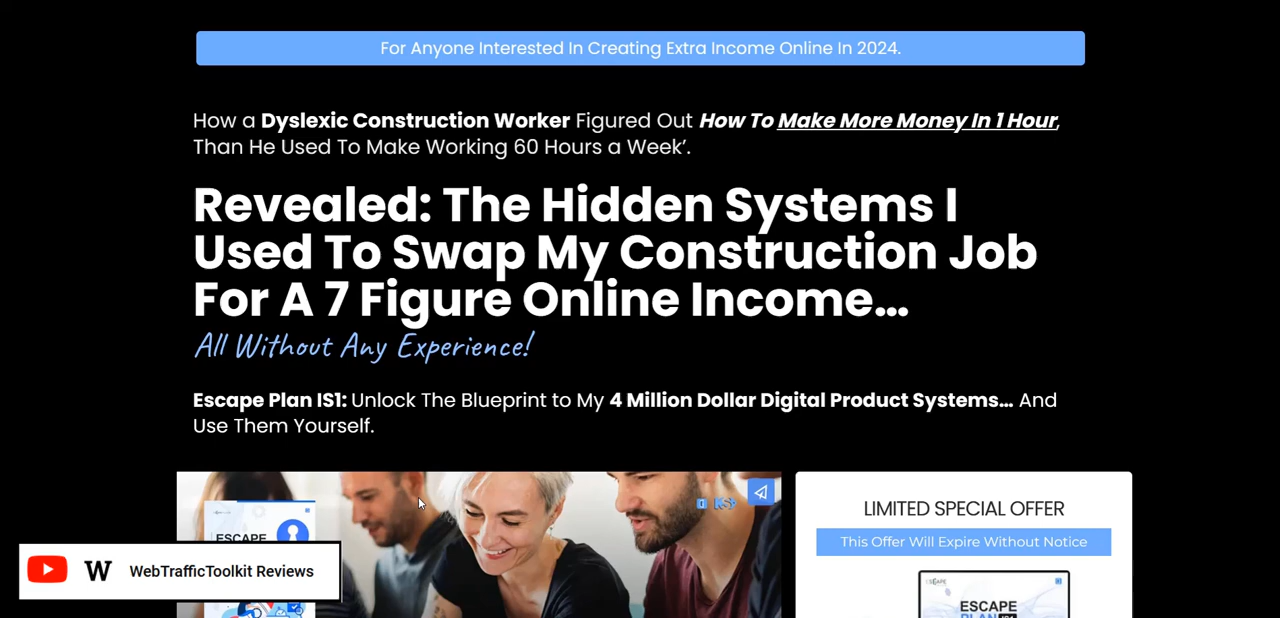 For Anyone Interested In Creating Extra Income Online In 2024.
How a Dyslexic Construction Worker Figured Out How To Make More Money In 1 Hour,
Than He Used To Make Working 60 Hours a Week’.
Revealed: The Hidden Systems I
Used To Swap My Construction Job
For A 7 Figure Online Income...
All Without Any Experience!
Escape Plan IS1: Unlock The Blueprint to My 4 Million Dollar Digital Product Systems... And
Use Them Yourself.
LIMITED SPECIAL OFFER
This Offer Will Expire Without Notice
ESCAPE
W WebTrafficToolkit Reviews
ESCAPE